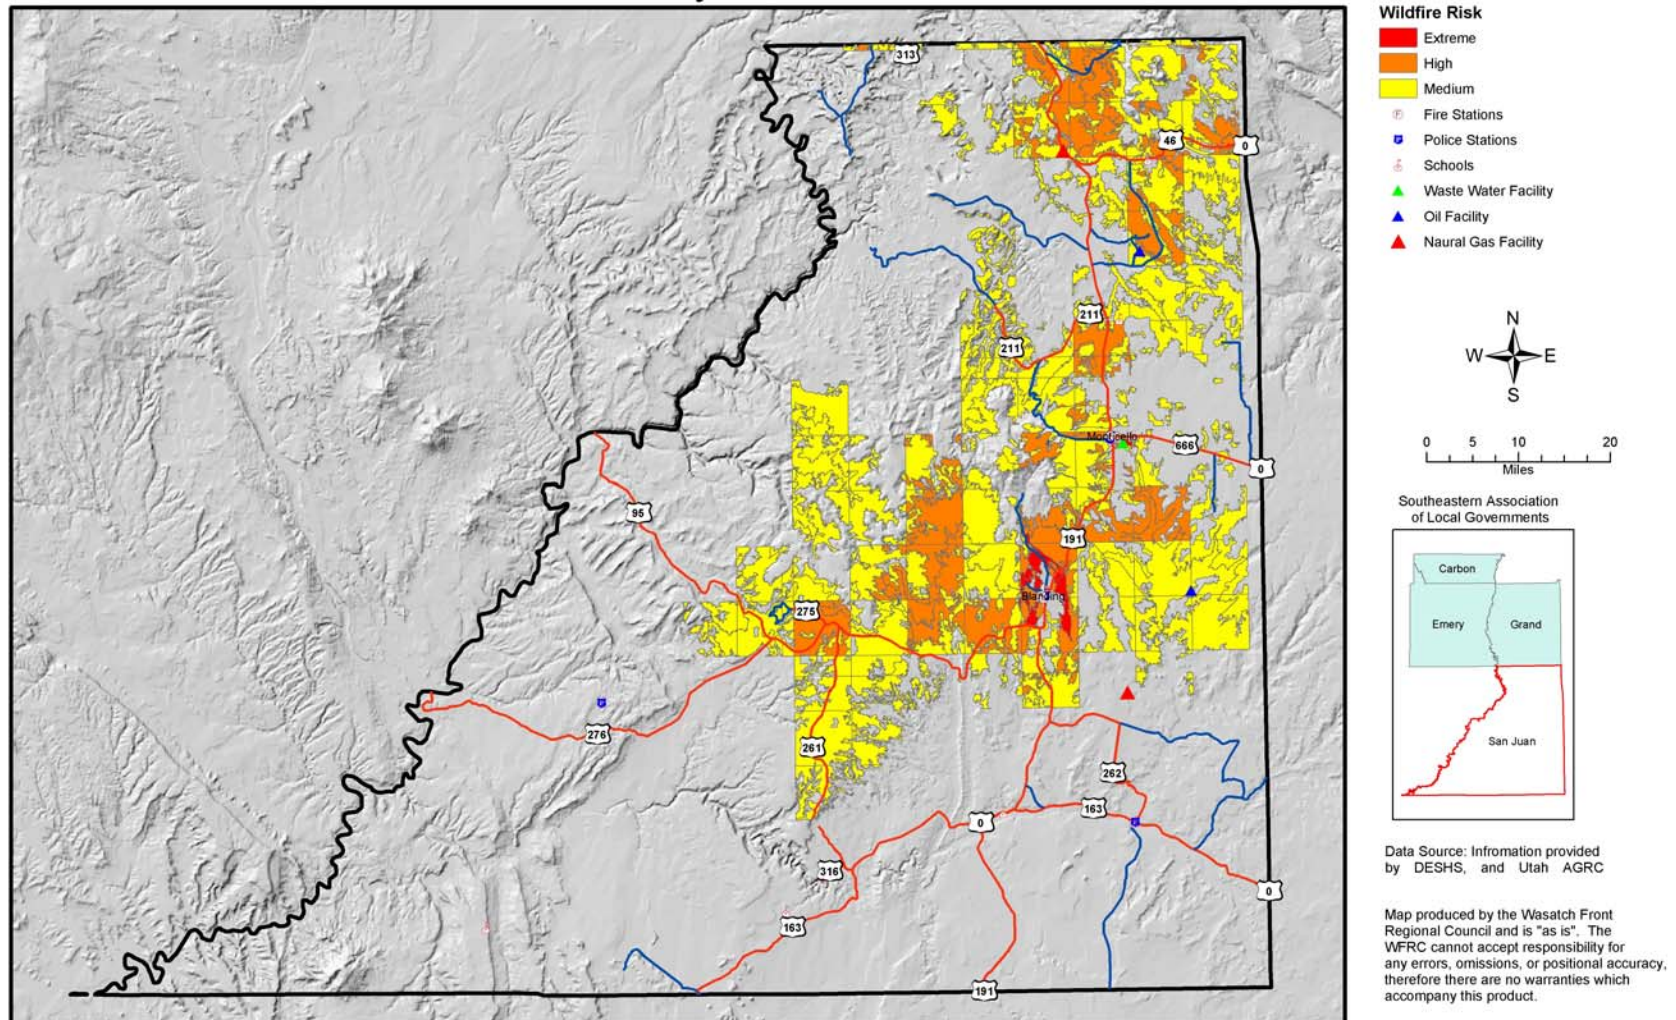 313
46
0
211
211
Monticello
666
0
95
191
Blanding
275
276
261
262
163
0
316
0
163
191
Wildfire Risk
Extreme
High
Medium
Fire Stations
Police Stations
Schools
Waste Water Facility
Oil Facility
Naural Gas Facility
N
W E
S
0 5 10 20
Miles
Southeastern Association
of Local Governments
Carbon
Emery Grand
San Juan
Data Source: Infromation provided
by DESHS, and Utah AGRC
Map produced by the Wasatch Front
Regional Council and is "as is". The
WFRC cannot accept responsibility for
any errors, omissions, or positional accuracy,
therefore there are no warranties which
accompany this product.